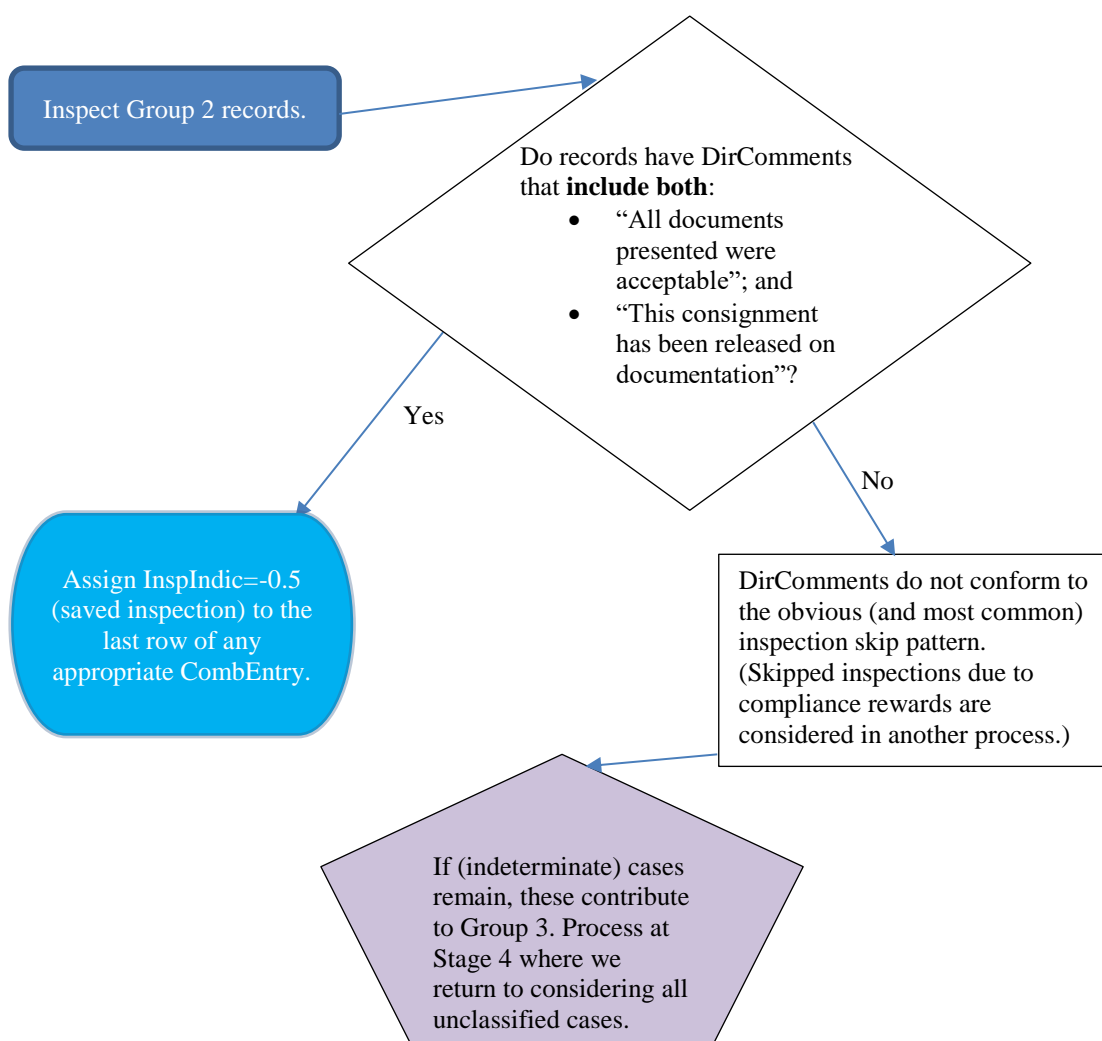 Inspect Group 2 records.
Do records have DirComments
that include both:
• “All documents
presented were
acceptable”; and
• “This consignment
has been released on
documentation”?
Yes
No
Assign InspIndic=-0.5
(saved inspection) to the
last row of any
appropriate CombEntry.
DirComments do not conform to
the obvious (and most common)
inspection skip pattern.
(Skipped inspections due to
compliance rewards are
considered in another process.)
If (indeterminate) cases
remain, these contribute
to Group 3. Process at
Stage 4 where we
return to considering all
unclassified cases.